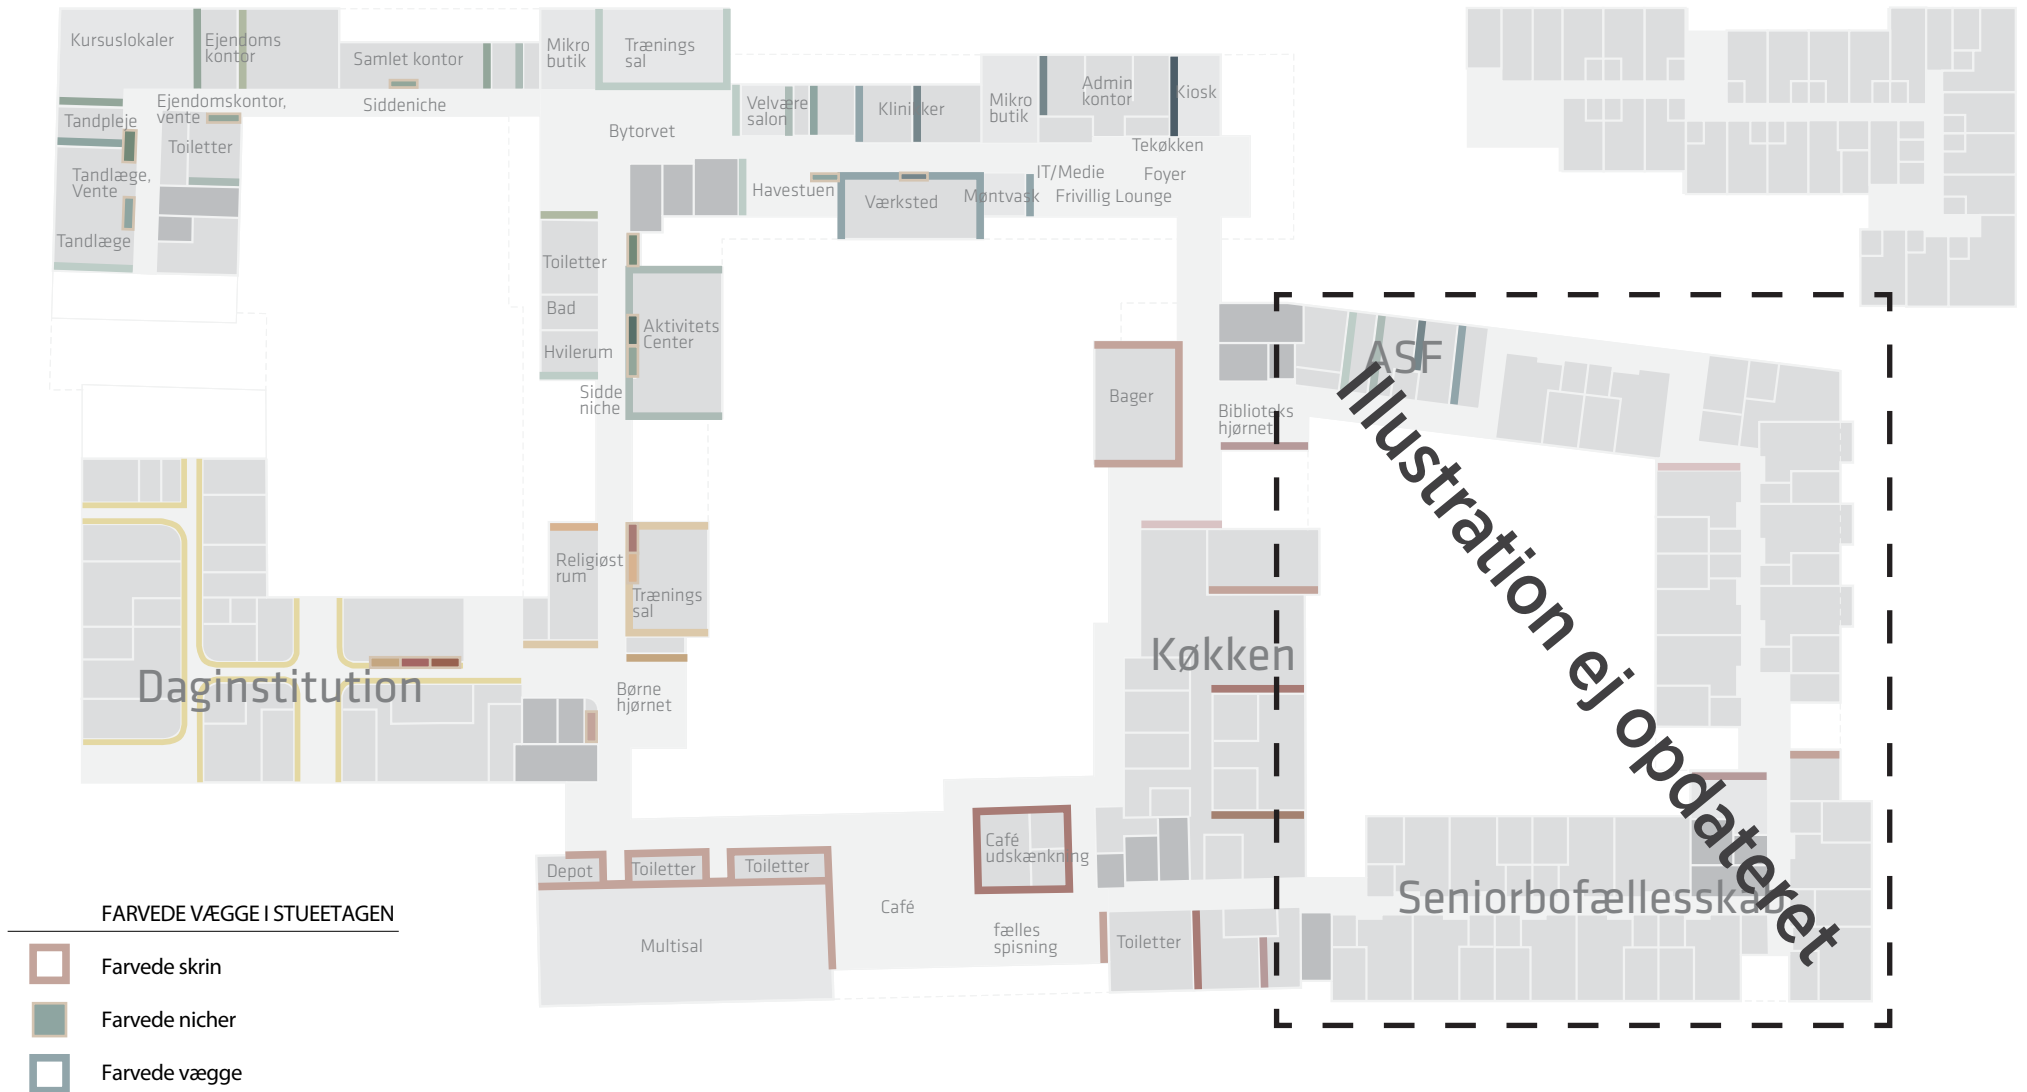 Kursuslokaler
Ejendoms
kontor
Samlet kontor
Mikro
butik
Trænings
sal
Ejendomskontor,
vente
Siddeniche
Tandpleje
Toiletter
Tandlæge,
Vente
Tandlæge
Bytorvet
Velvære
salon
Klinikker
Mikro
butik
Admin
kontor
Kiosk
Tekøkken
IT/Medie
Foyer
Havestuen
Værksted
Møntvask
Frivillig Lounge
Toiletter
Bad
Hvilerum
Aktivitets
Center
Sidde
niche
Bager
Biblioteks
hjørnet
ASF
Religiøst
rum
Trænings
sal
Køkken
Daginstitution
Børne
hjørnet
Illustration ej opdateret
Café
udskænkning
Depot
Toiletter
Toiletter
Café
Multisal
fælles
spisning
Toiletter
Seniorbofællesskab
FARVEDE VÆGGE I STUEETAGEN
Farvede skrin
Farvede nicher
Farvede vægge